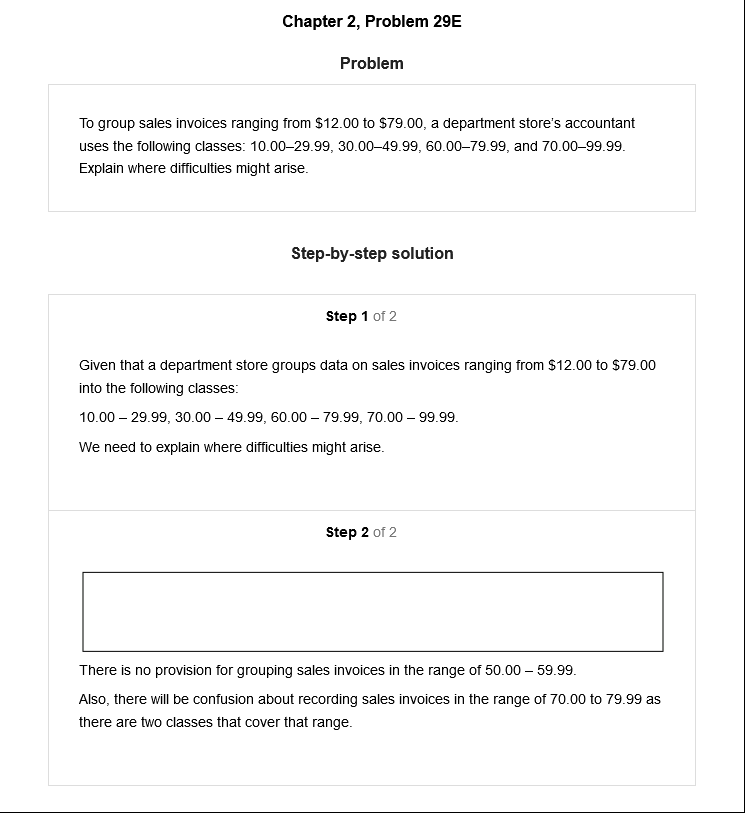 Chapter 2, Problem 29E
Problem
To group sales invoices ranging from $12.00 to $79.00, a department store’s accountant
uses the following classes: 10.00–29.99, 30.00–49.99, 60.00–79.99, and 70.00–99.99.
Explain where difficulties might arise.
Step-by-step solution
Step 1 of 2
Given that a department store groups data on sales invoices ranging from $12.00 to $79.00
into the following classes:
10.00 – 29.99, 30.00 – 49.99, 60.00 – 79.99, 70.00 – 99.99.
We need to explain where difficulties might arise.
Step 2 of 2
There is no provision for grouping sales invoices in the range of 50.00 – 59.99.
Also, there will be confusion about recording sales invoices in the range of 70.00 to 79.99 as
there are two classes that cover that range.